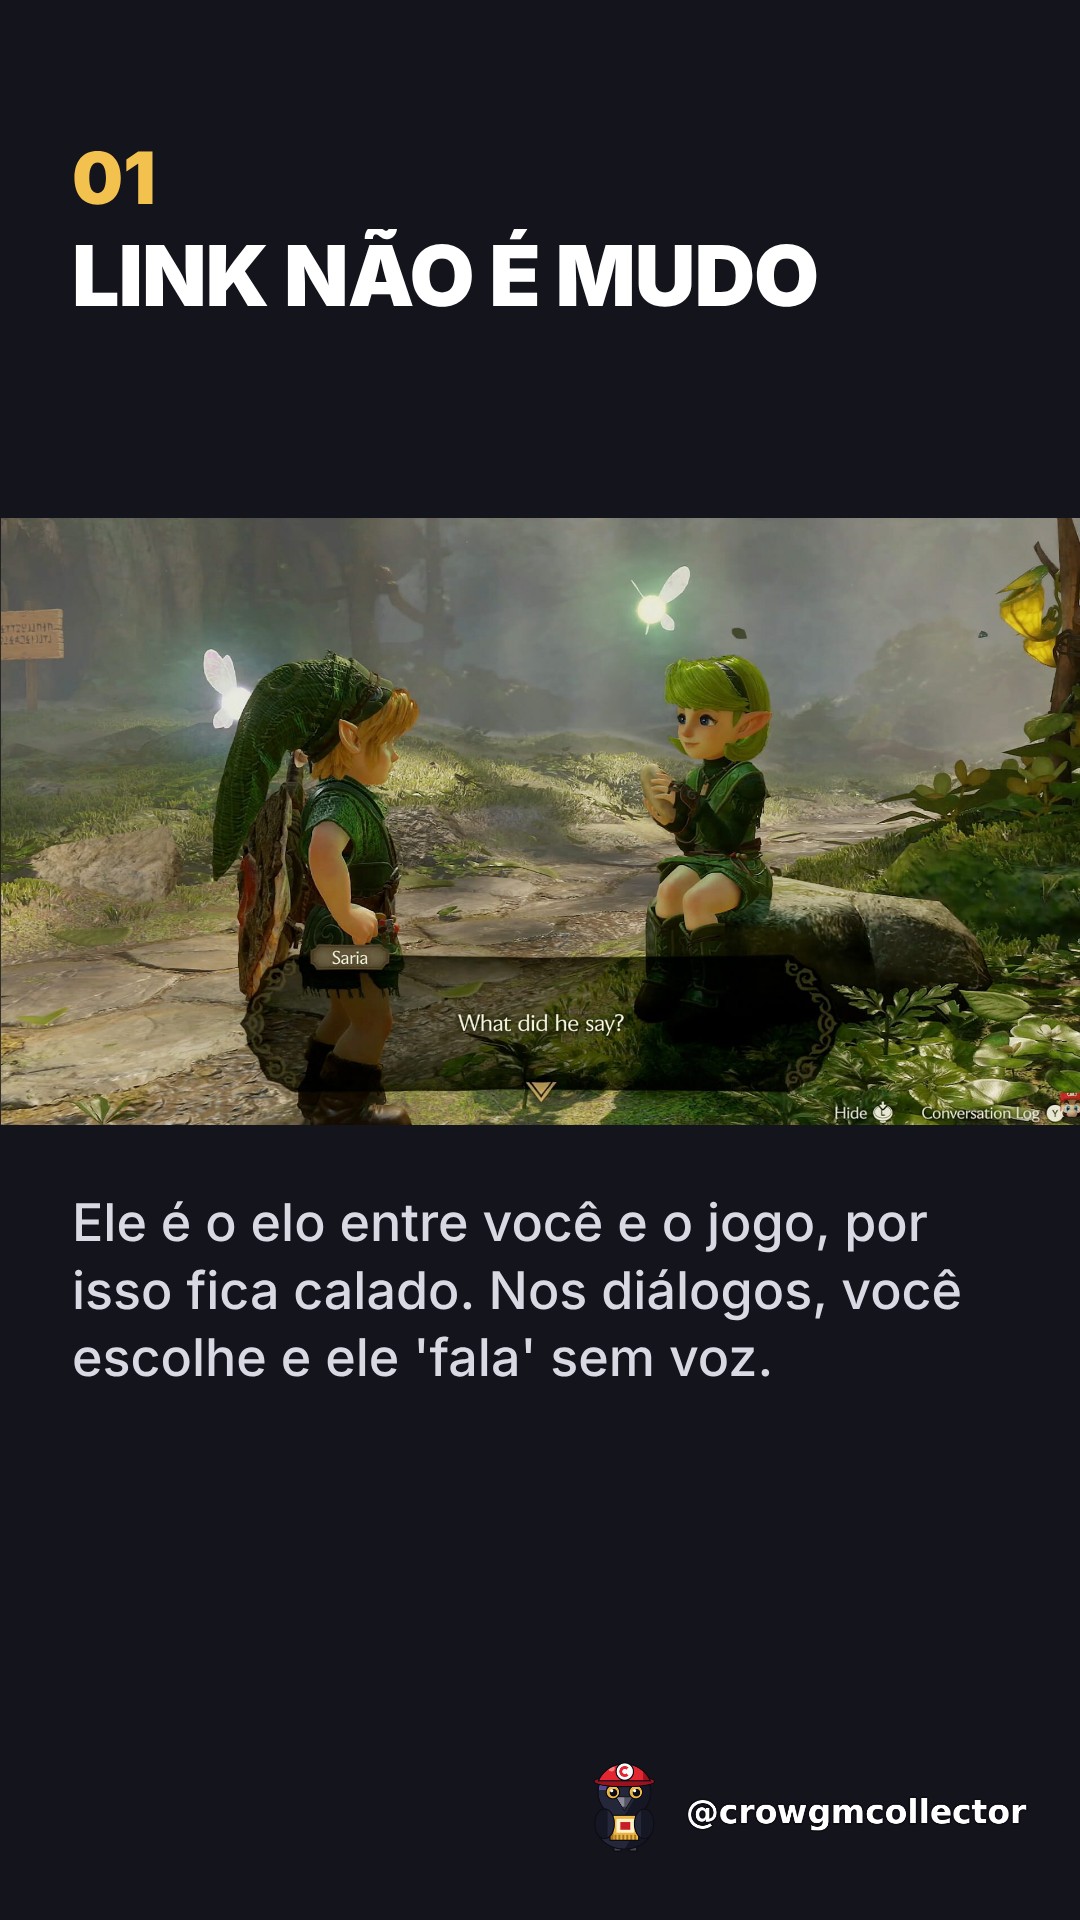 01
LINK NÃO É MUDO
Saria
What did he say?
Hide L
Conversation Log Y
Ele é o elo entre você e o jogo, por
isso fica calado. Nos diálogos, você
escolhe e ele 'fala' sem voz.
C
@crowgmcollector